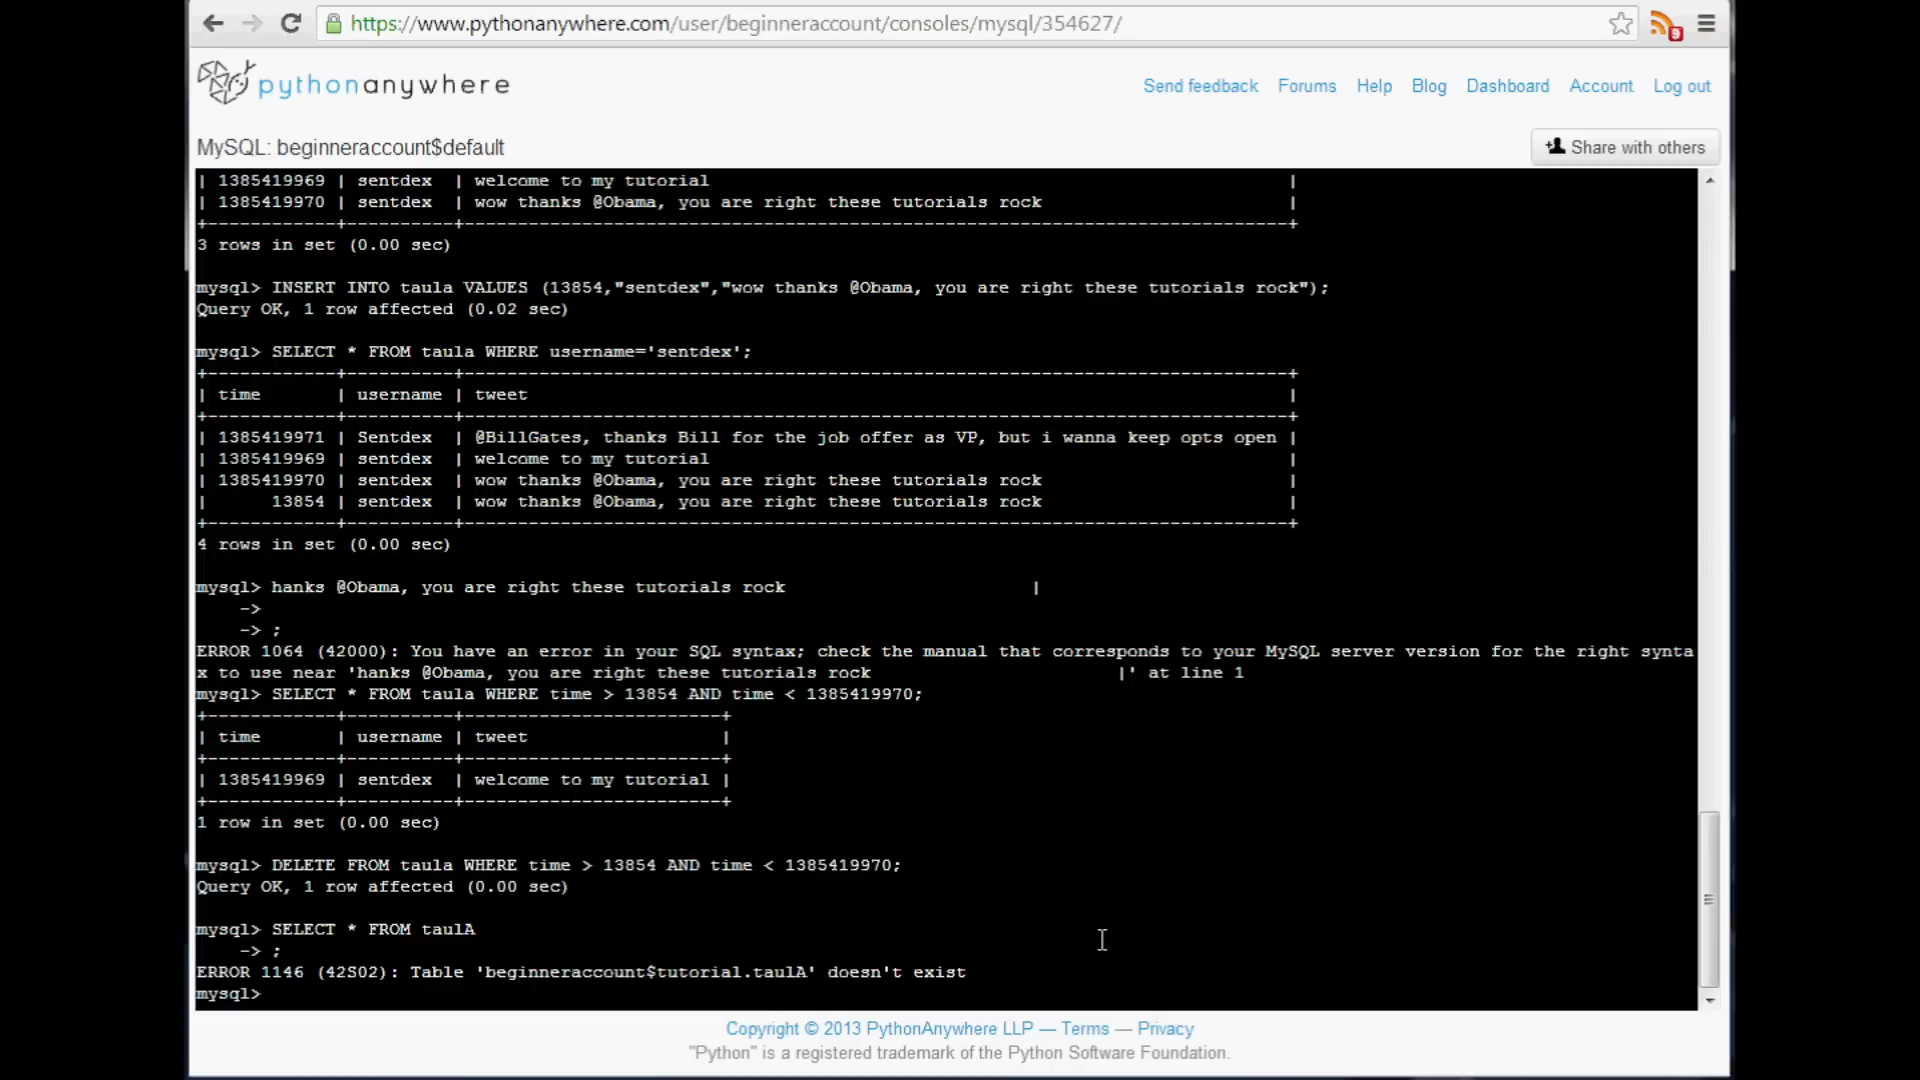 https://www.pythonanywhere.com/user/beginneraccount/consoles/mysql/354627/
9
pythonanywhere
Send feedback Forums Help Blog Dashboard Account Log out
MySQL: beginneraccount$default
Share with others
| 1385419969 | sentdex  | welcome to my tutorial                                                      |
| 1385419970 | sentdex  | wow thanks @Obama, you are right these tutorials rock                       |
+------------+----------+-----------------------------------------------------------------------------+
3 rows in set (0.00 sec)
mysql> INSERT INTO taula VALUES (13854,"sentdex","wow thanks @Obama, you are right these tutorials rock");
Query OK, 1 row affected (0.02 sec)
mysql> SELECT * FROM taula WHERE username='sentdex';
+------------+----------+-----------------------------------------------------------------------------+
| time       | username | tweet                                                                       |
+------------+----------+-----------------------------------------------------------------------------+
| 1385419971 | Sentdex  | @BillGates, thanks Bill for the job offer as VP, but i wanna keep opts open |
| 1385419969 | sentdex  | welcome to my tutorial                                                      |
| 1385419970 | sentdex  | wow thanks @Obama, you are right these tutorials rock                       |
|      13854 | sentdex  | wow thanks @Obama, you are right these tutorials rock                       |
+------------+----------+-----------------------------------------------------------------------------+
4 rows in set (0.00 sec)
mysql> hanks @Obama, you are right these tutorials rock                       |
    ->
    -> ;
ERROR 1064 (42000): You have an error in your SQL syntax; check the manual that corresponds to your MySQL server version for the right synta
x to use near 'hanks @Obama, you are right these tutorials rock                       |' at line 1
mysql> SELECT * FROM taula WHERE time > 13854 AND time < 1385419970;
+------------+----------+------------------------+
| time       | username | tweet                  |
+------------+----------+------------------------+
| 1385419969 | sentdex  | welcome to my tutorial |
+------------+----------+------------------------+
1 row in set (0.00 sec)
mysql> DELETE FROM taula WHERE time > 13854 AND time < 1385419970;
Query OK, 1 row affected (0.00 sec)
mysql> SELECT * FROM taulA
    -> ;
ERROR 1146 (42S02): Table 'beginneraccount$tutorial.taulA' doesn't exist
mysql>
Copyright © 2013 PythonAnywhere LLP — Terms — Privacy
"Python" is a registered trademark of the Python Software Foundation.